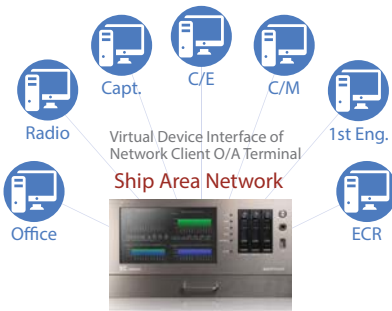 Capt.
C/E
C/M
Radio
1st Eng.
Virtual Device Interface of
Network Client O/A Terminal
Ship Area Network
Office
ECR